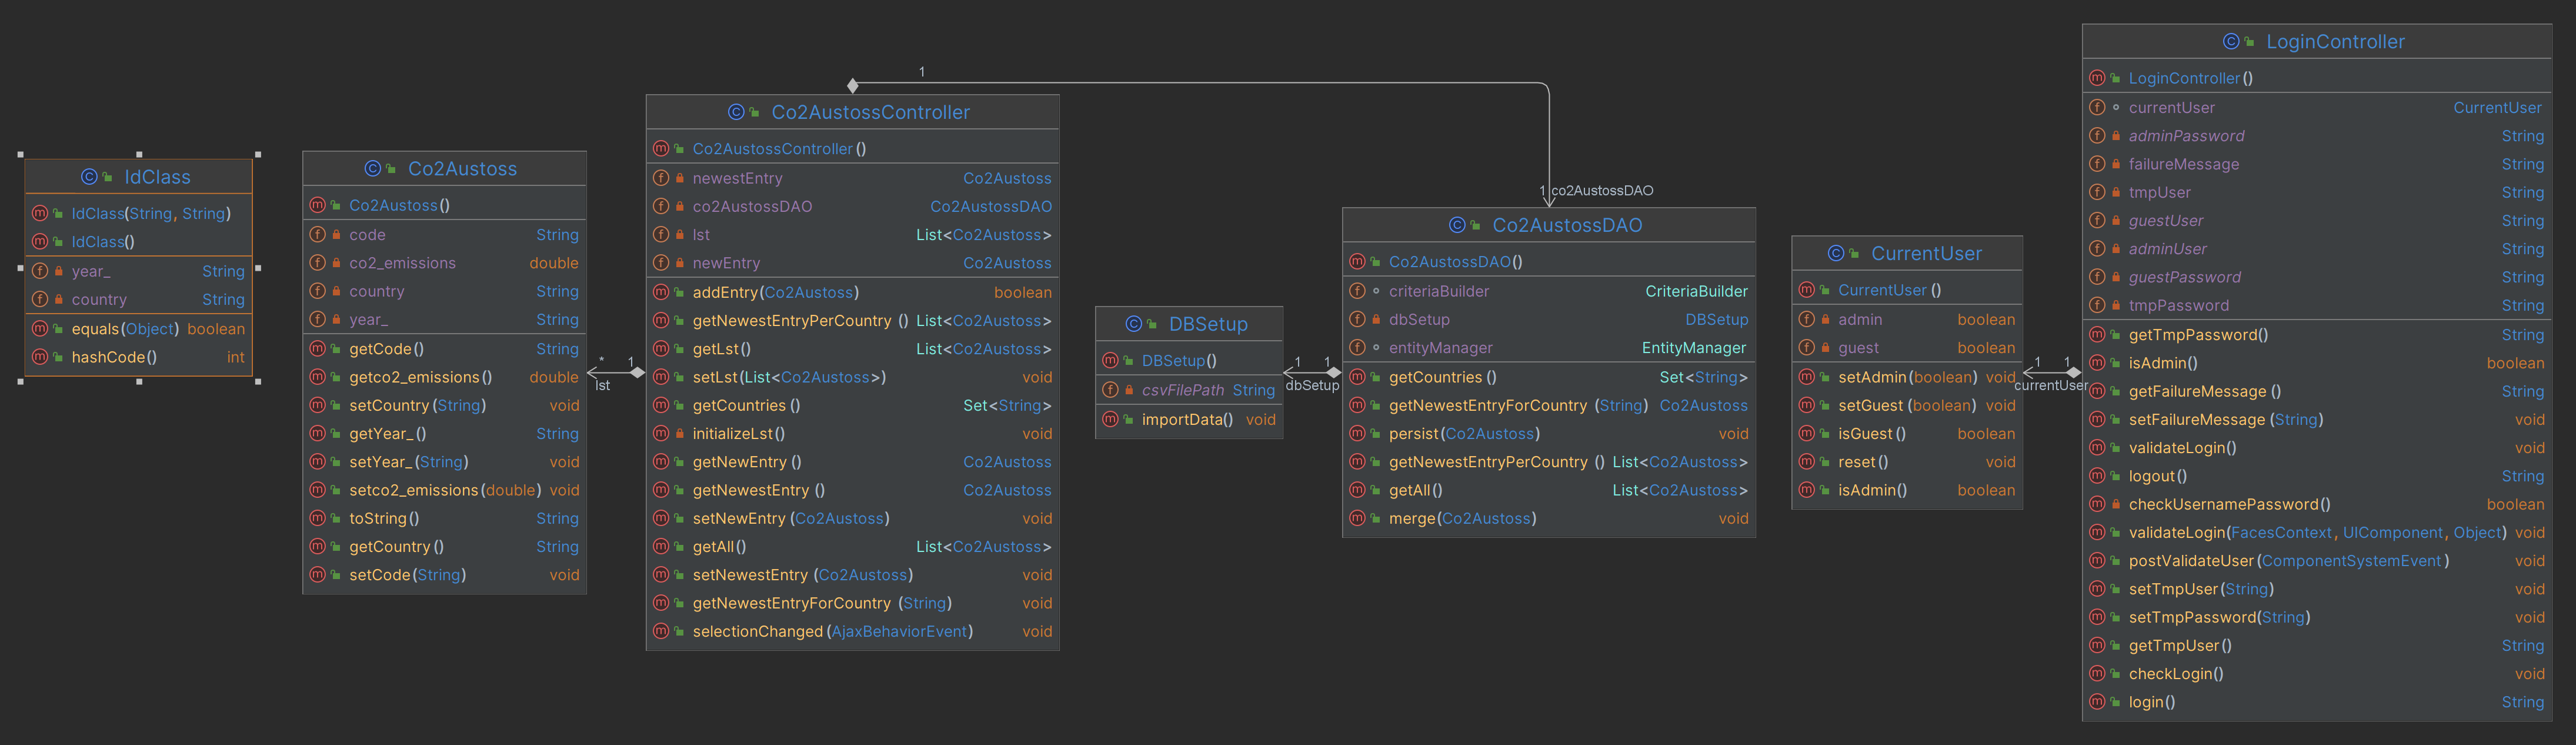 IdClass
IdClass(String, String)
IdClass()
year_ String
country String
equals(Object) boolean
hashCode() int
Co2Austoss
Co2Austoss()
code String
co2_emissions double
country String
year_ String
getCode() String
getco2_emissions() double
setCountry(String) void
getYear_() String
setYear_(String) void
setco2_emissions(double) void
toString() String
getCountry() String
setCode(String) void
* 1
lst
Co2AustossController
Co2AustossController()
newestEntry Co2Austoss
co2AustossDAO Co2AustossDAO
lst List<Co2Austoss>
newEntry Co2Austoss
addEntry(Co2Austoss) boolean
getNewestEntryPerCountry() List<Co2Austoss>
getLst() List<Co2Austoss>
setLst(List<Co2Austoss>) void
getCountries() Set<String>
initializeLst() void
getNewEntry() Co2Austoss
getNewestEntry() Co2Austoss
setNewEntry(Co2Austoss) void
getAll() List<Co2Austoss>
setNewestEntry(Co2Austoss) void
getNewestEntryForCountry(String) void
selectionChanged(AjaxBehaviorEvent) void
1
1 co2AustossDAO
DBSetup
DBSetup()
csvFilePath String
importData() void
1 1
dbSetup
Co2AustossDAO
Co2AustossDAO()
criteriaBuilder CriteriaBuilder
dbSetup DBSetup
entityManager EntityManager
getCountries() Set<String>
getNewestEntryForCountry(String) Co2Austoss
persist(Co2Austoss) void
getNewestEntryPerCountry() List<Co2Austoss>
getAll() List<Co2Austoss>
merge(Co2Austoss) void
CurrentUser
CurrentUser()
admin boolean
guest boolean
setAdmin(boolean) void
setGuest(boolean) void
isGuest() boolean
reset() void
isAdmin() boolean
1 1
currentUser
LoginController
LoginController()
currentUser CurrentUser
adminPassword String
failureMessage String
tmpUser String
guestUser String
adminUser String
guestPassword String
tmpPassword String
getTmpPassword() String
isAdmin() boolean
getFailureMessage() String
setFailureMessage(String) void
validateLogin() void
logout() String
checkUsernamePassword() boolean
validateLogin(FacesContext, UIComponent, Object) void
postValidateUser(ComponentSystemEvent) void
setTmpUser(String) void
setTmpPassword(String) void
getTmpUser() String
checkLogin() void
login() String